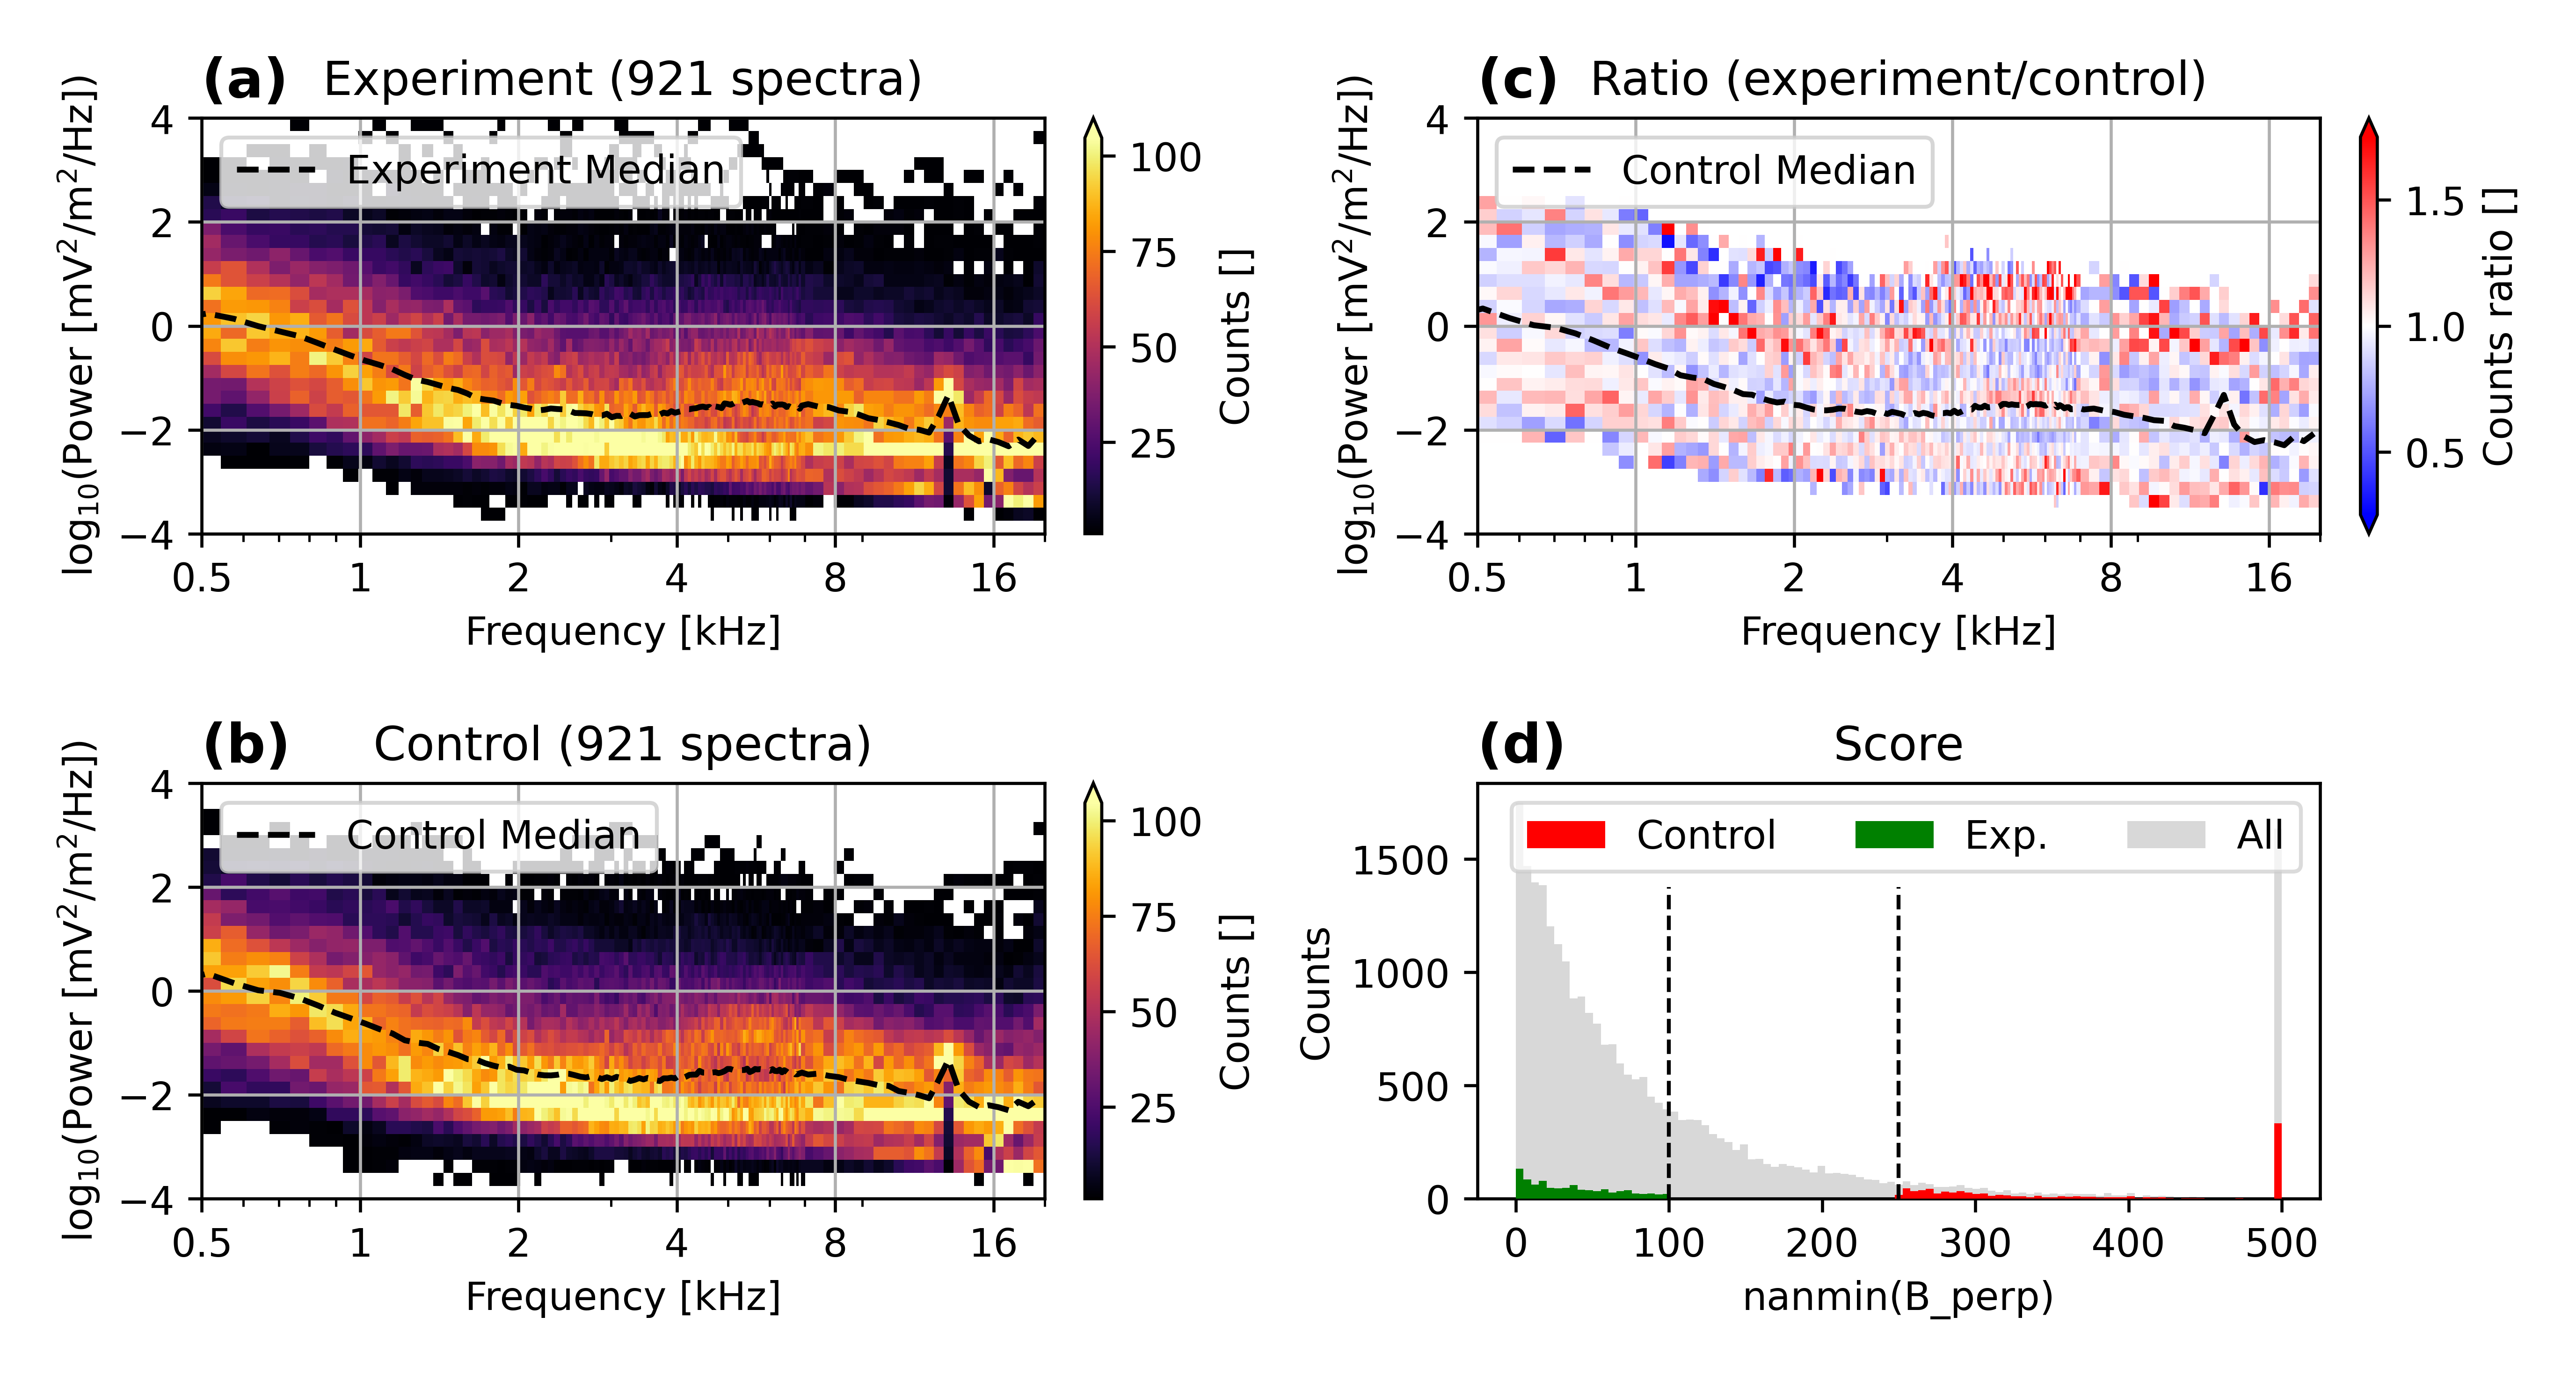 (a) Experiment (921 spectra)
log₁₀(Power [mV²/m²/Hz])
4
2
0
−2
−4
Experiment Median
0.5 1 2 4 8 16
Frequency [kHz]
100
75
50
25
Counts []
(c) Ratio (experiment/control)
log₁₀(Power [mV²/m²/Hz])
4
2
0
−2
−4
Control Median
0.5 1 2 4 8 16
Frequency [kHz]
1.5
1.0
0.5
Counts ratio []
(b) Control (921 spectra)
log₁₀(Power [mV²/m²/Hz])
4
2
0
−2
−4
Control Median
0.5 1 2 4 8 16
Frequency [kHz]
100
75
50
25
Counts []
(d) Score
Counts
1500
1000
500
0
Control Exp. All
0 100 200 300 400 500
nanmin(B_perp)